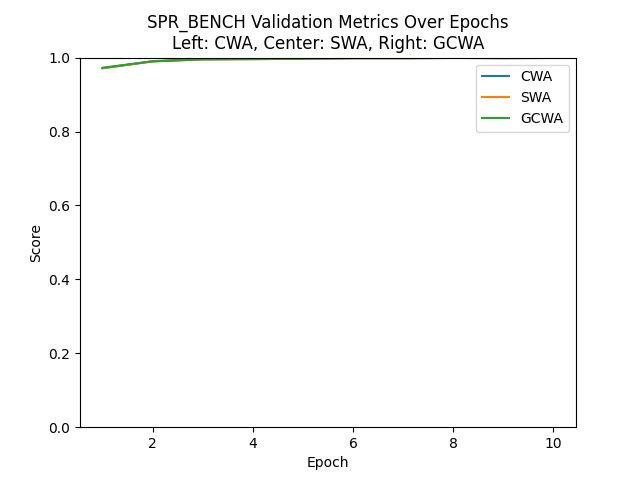 SPR_BENCH Validation Metrics Over Epochs
Left: CWA, Center: SWA, Right: GCWA
CWA
SWA
GCWA
Score
1.0
0.8
0.6
0.4
0.2
0.0
2 4 6 8 10
Epoch